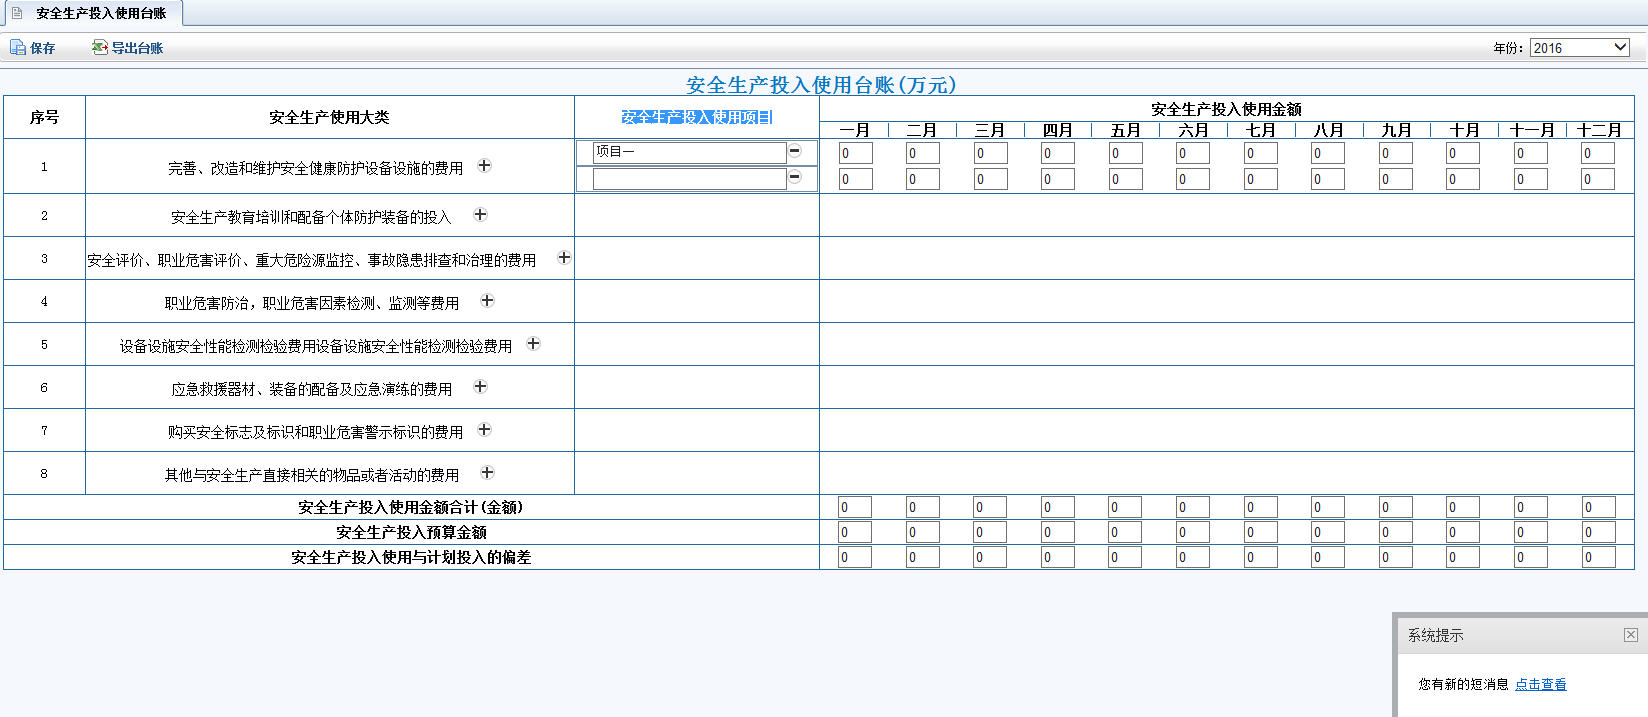 安全生产投入使用台账
保存 导出台账 年份： 2016
安全生产投入使用台账(万元)
序号 安全生产使用大类 安全生产投入使用项目 安全生产投入使用金额
一月 二月 三月 四月 五月 六月 七月 八月 九月 十月 十一月 十二月
1 完善、改造和维护安全健康防护设备设施的费用 项目一 0 0 0 0 0 0 0 0 0 0 0 0
0 0 0 0 0 0 0 0 0 0 0 0
2 安全生产教育培训和配备个体防护装备的投入
3 安全评价、职业危害评价、重大危险源监控、事故隐患排查和治理的费用
4 职业危害防治，职业危害因素检测、监测等费用
5 设备设施安全性能检测检验费用设备设施安全性能检测检验费用
6 应急救援器材、装备的配备及应急演练的费用
7 购买安全标志及标识和职业危害警示标识的费用
8 其他与安全生产直接相关的物品或者活动的费用
安全生产投入使用金额合计(金额) 0 0 0 0 0 0 0 0 0 0 0 0
安全生产投入预算金额 0 0 0 0 0 0 0 0 0 0 0 0
安全生产投入使用与计划投入的偏差 0 0 0 0 0 0 0 0 0 0 0 0
系统提示
您有新的短消息 点击查看